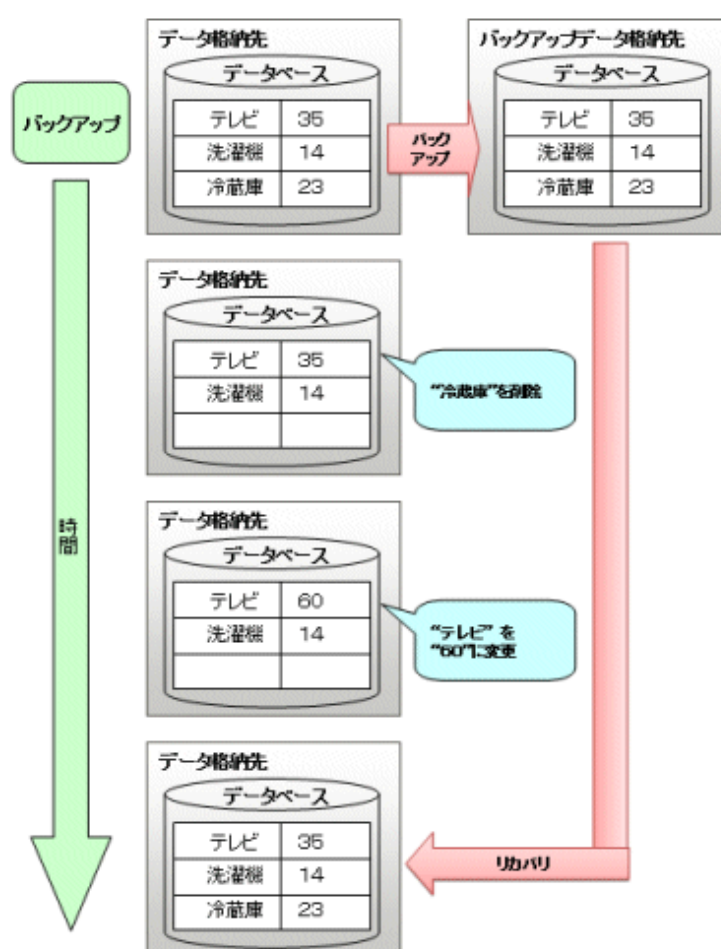 データ格納先
データベース
テレビ 35
洗濯機 14
冷蔵庫 23
バックアップデータ格納先
データベース
テレビ 35
洗濯機 14
冷蔵庫 23
バックアップ
バック
アップ
データ格納先
データベース
テレビ 35
洗濯機 14
“冷蔵庫”を削除
時間
データ格納先
データベース
テレビ 60
洗濯機 14
“テレビ” を
“60”に変更
データ格納先
データベース
テレビ 35
洗濯機 14
冷蔵庫 23
リカバリ